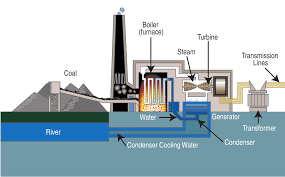 Boiler
(furnace)
Turbine
Steam
Transmission
Lines
Coal
Water
Generator
River
Condenser
Transformer
Condenser Cooling Water